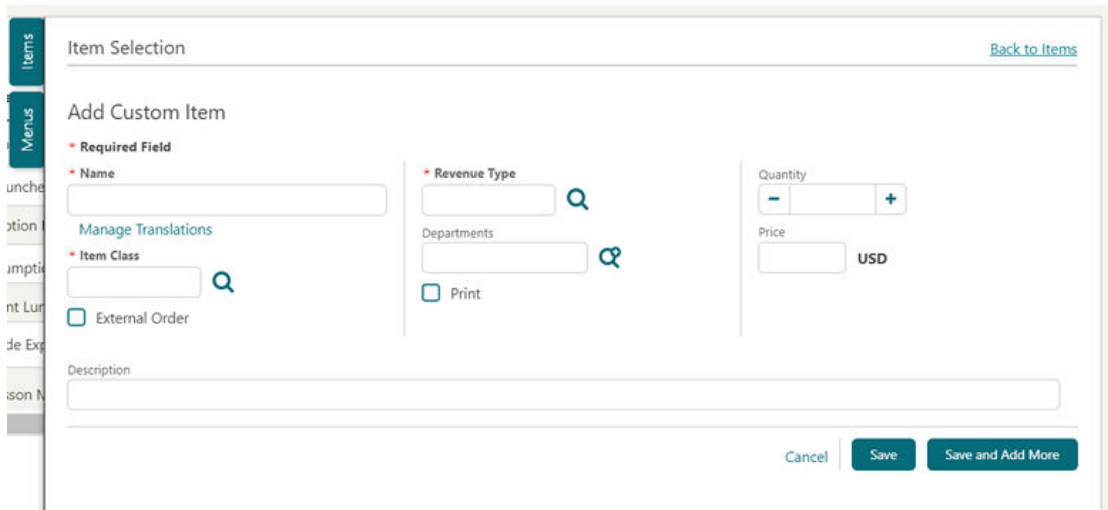 Items
Menus
Item Selection
Back to Items
Add Custom Item
* Required Field
* Name
Manage Translations
* Item Class
External Order
* Revenue Type
Departments
Print
Quantity
− +
Price
USD
Description
Cancel
Save
Save and Add More